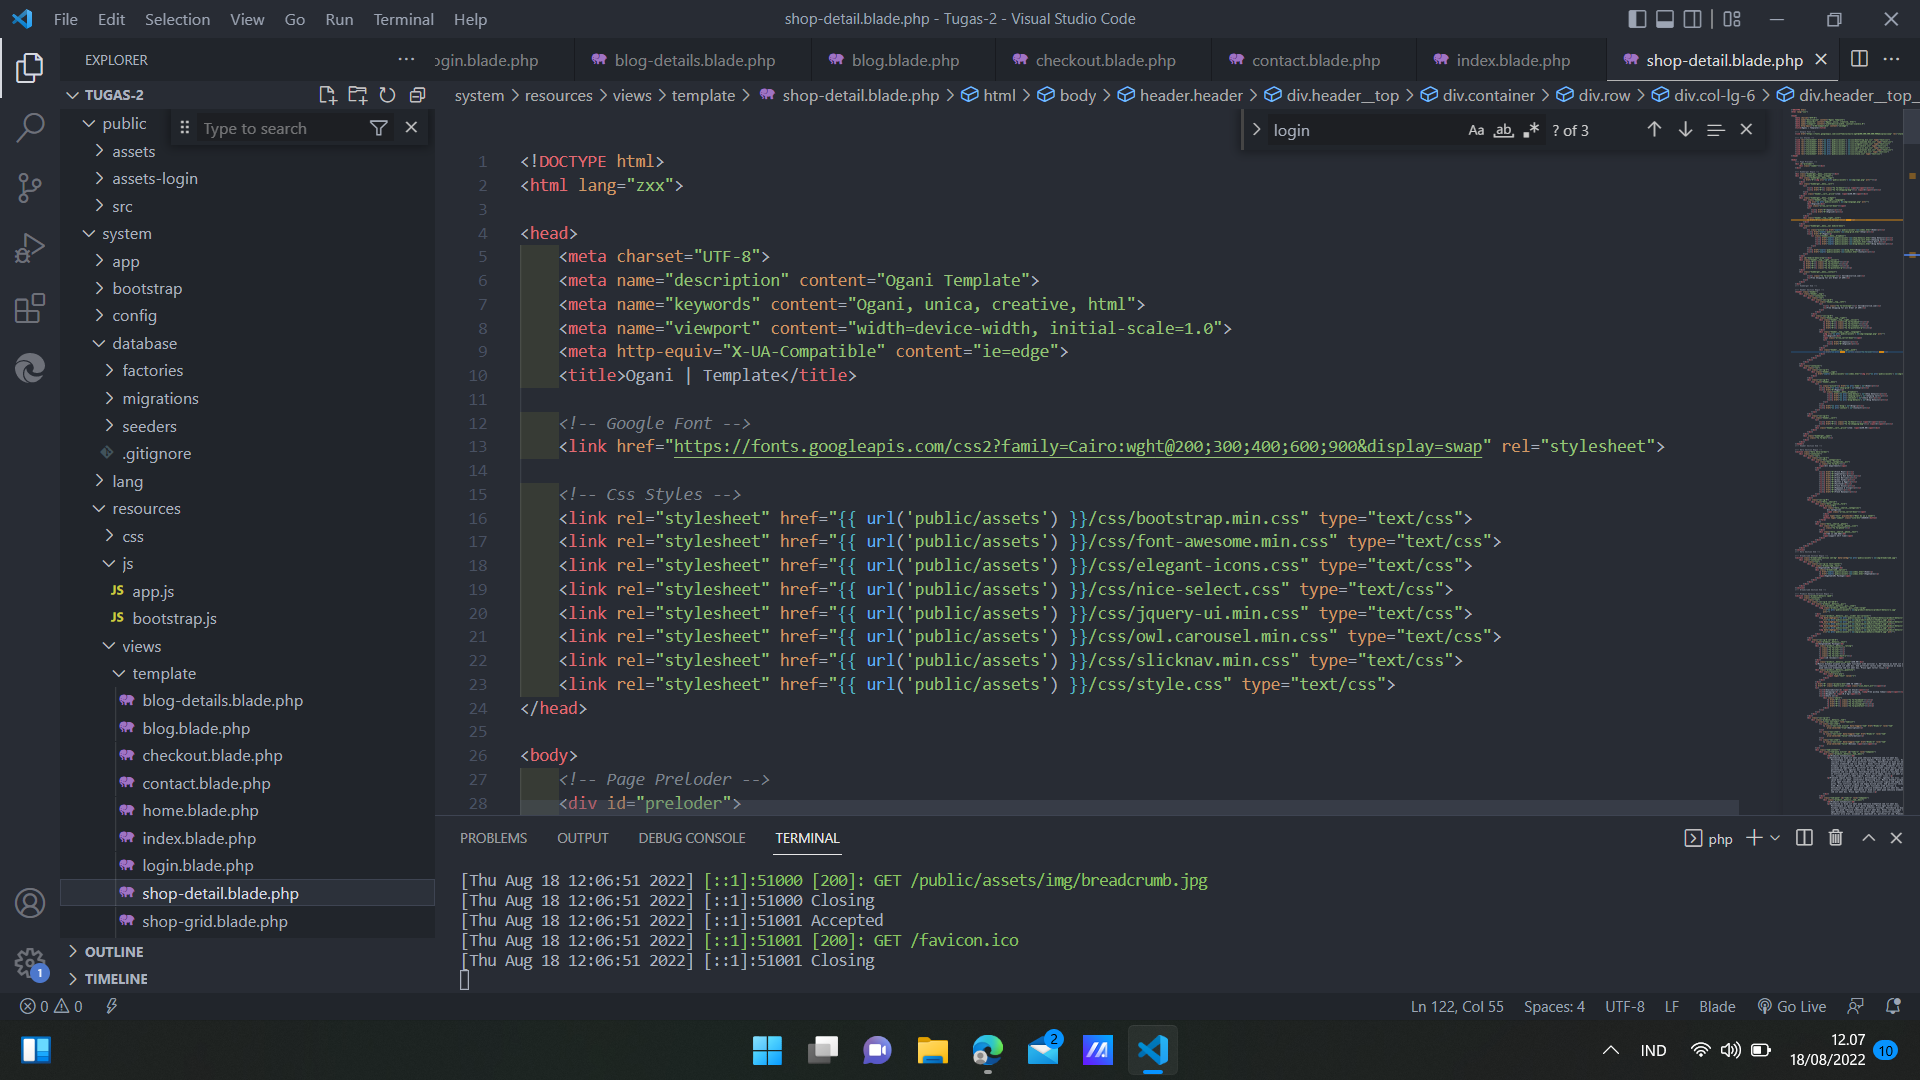 File Edit Selection View Go Run Terminal Help
shop-detail.blade.php - Tugas-2 - Visual Studio Code
EXPLORER
ogin.blade.php blog-details.blade.php blog.blade.php checkout.blade.php contact.blade.php index.blade.php shop-detail.blade.php
TUGAS-2
system > resources > views > template > shop-detail.blade.php > html > body > header.header > div.header__top > div.container > div.row > div.col-lg-6 > div.header__top_
Type to search
login
Aa ab ? of 3
public
assets
assets-login
src
system
app
bootstrap
config
database
factories
migrations
seeders
.gitignore
lang
resources
css
js
JS app.js
JS bootstrap.js
views
template
blog-details.blade.php
blog.blade.php
checkout.blade.php
contact.blade.php
home.blade.php
index.blade.php
login.blade.php
shop-detail.blade.php
shop-grid.blade.php
OUTLINE
TIMELINE
1 <!DOCTYPE html>
2 <html lang="zxx">
3
4 <head>
5 <meta charset="UTF-8">
6 <meta name="description" content="Ogani Template">
7 <meta name="keywords" content="Ogani, unica, creative, html">
8 <meta name="viewport" content="width=device-width, initial-scale=1.0">
9 <meta http-equiv="X-UA-Compatible" content="ie=edge">
10 <title>Ogani | Template</title>
11
12 <!-- Google Font -->
13 <link href="https://fonts.googleapis.com/css2?family=Cairo:wght@200;300;400;600;900&display=swap" rel="stylesheet">
14
15 <!-- Css Styles -->
16 <link rel="stylesheet" href="{{ url('public/assets') }}/css/bootstrap.min.css" type="text/css">
17 <link rel="stylesheet" href="{{ url('public/assets') }}/css/font-awesome.min.css" type="text/css">
18 <link rel="stylesheet" href="{{ url('public/assets') }}/css/elegant-icons.css" type="text/css">
19 <link rel="stylesheet" href="{{ url('public/assets') }}/css/nice-select.css" type="text/css">
20 <link rel="stylesheet" href="{{ url('public/assets') }}/css/jquery-ui.min.css" type="text/css">
21 <link rel="stylesheet" href="{{ url('public/assets') }}/css/owl.carousel.min.css" type="text/css">
22 <link rel="stylesheet" href="{{ url('public/assets') }}/css/slicknav.min.css" type="text/css">
23 <link rel="stylesheet" href="{{ url('public/assets') }}/css/style.css" type="text/css">
24 </head>
25
26 <body>
27 <!-- Page Preloder -->
28 <div id="preloder">
PROBLEMS OUTPUT DEBUG CONSOLE TERMINAL
php
[Thu Aug 18 12:06:51 2022] [::1]:51000 [200]: GET /public/assets/img/breadcrumb.jpg
[Thu Aug 18 12:06:51 2022] [::1]:51000 Closing
[Thu Aug 18 12:06:51 2022] [::1]:51001 Accepted
[Thu Aug 18 12:06:51 2022] [::1]:51001 [200]: GET /favicon.ico
[Thu Aug 18 12:06:51 2022] [::1]:51001 Closing
1
0 0
Ln 122, Col 55 Spaces: 4 UTF-8 LF Blade Go Live
2
IND
12.07
18/08/2022
10